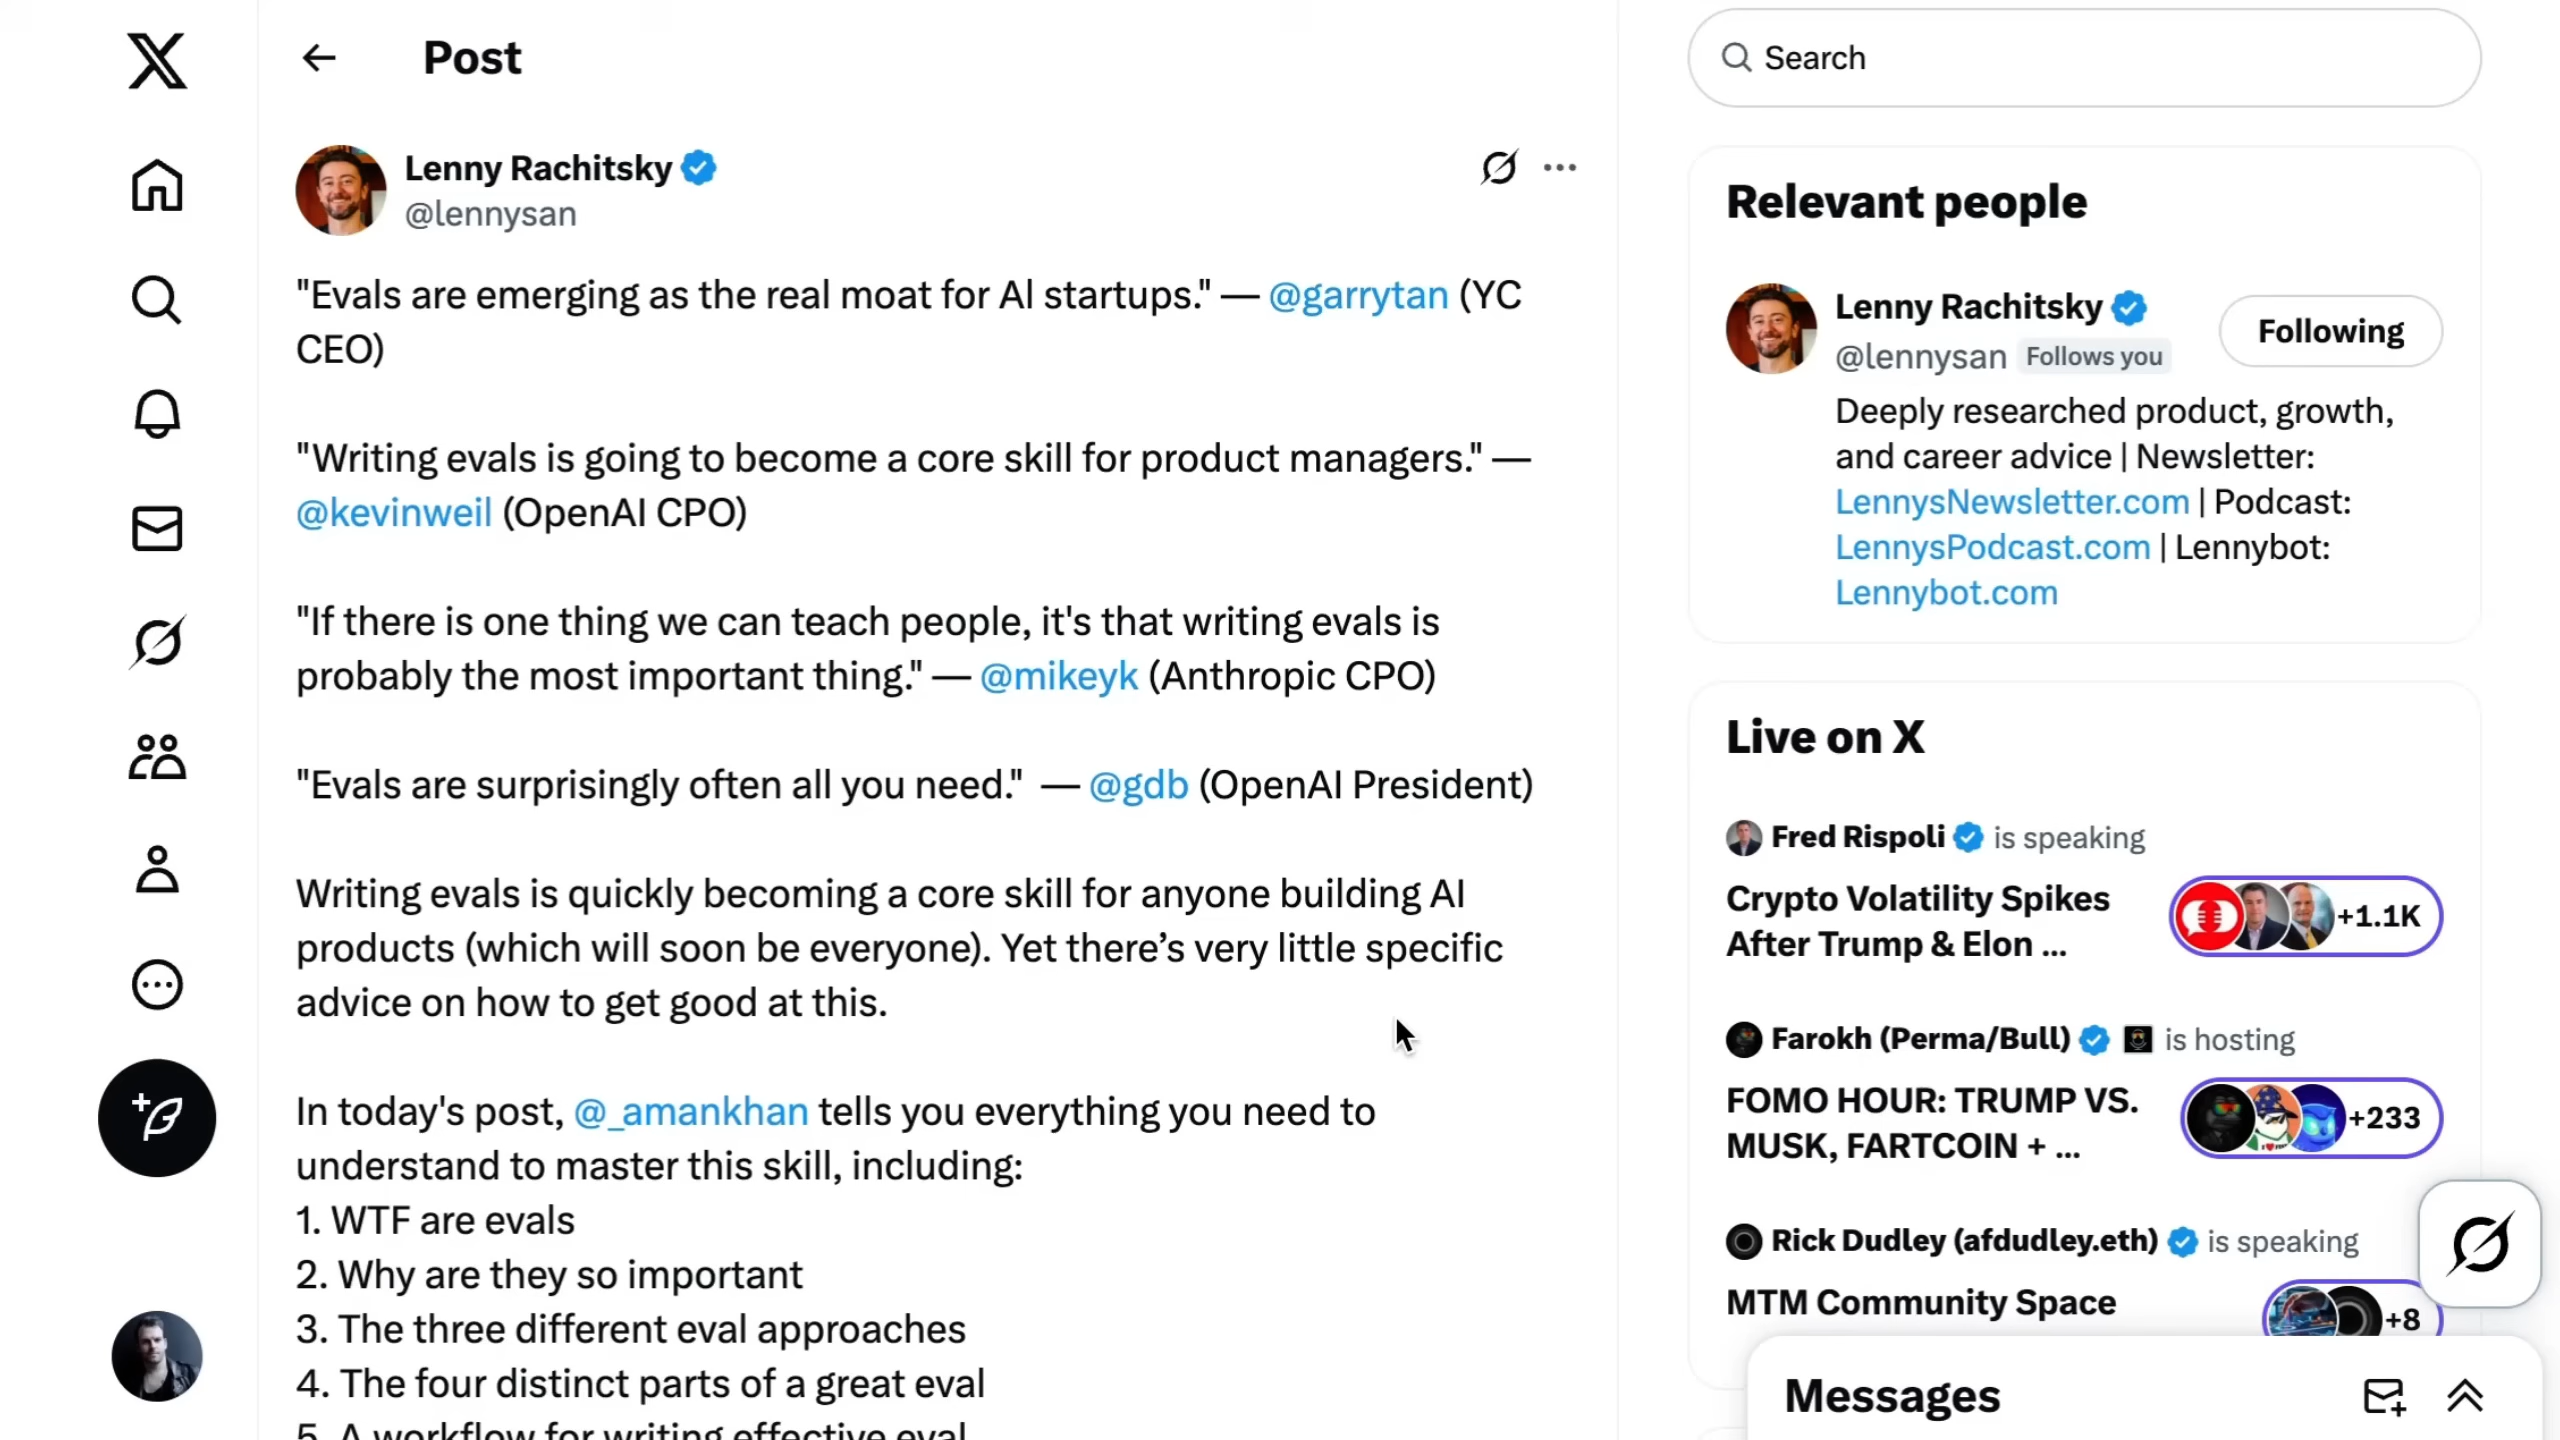 Post
Lenny Rachitsky
@lennysan
"Evals are emerging as the real moat for AI startups." — @garrytan (YC
CEO)
"Writing evals is going to become a core skill for product managers." —
@kevinweil (OpenAI CPO)
"If there is one thing we can teach people, it's that writing evals is
probably the most important thing." — @mikeyk (Anthropic CPO)
"Evals are surprisingly often all you need." — @gdb (OpenAI President)
Writing evals is quickly becoming a core skill for anyone building AI
products (which will soon be everyone). Yet there’s very little specific
advice on how to get good at this.
In today's post, @_amankhan tells you everything you need to
understand to master this skill, including:
1. WTF are evals
2. Why are they so important
3. The three different eval approaches
4. The four distinct parts of a great eval
5. A workflow for writing effective eval
Search
Relevant people
Lenny Rachitsky
@lennysan Follows you
Following
Deeply researched product, growth,
and career advice | Newsletter:
LennysNewsletter.com | Podcast:
LennysPodcast.com | Lennybot:
Lennybot.com
Live on X
Fred Rispoli is speaking
Crypto Volatility Spikes
After Trump & Elon ...
+1.1K
Farokh (Perma/Bull) is hosting
FOMO HOUR: TRUMP VS.
MUSK, FARTCOIN + ...
+233
Rick Dudley (afdudley.eth) is speaking
MTM Community Space
+8
Messages